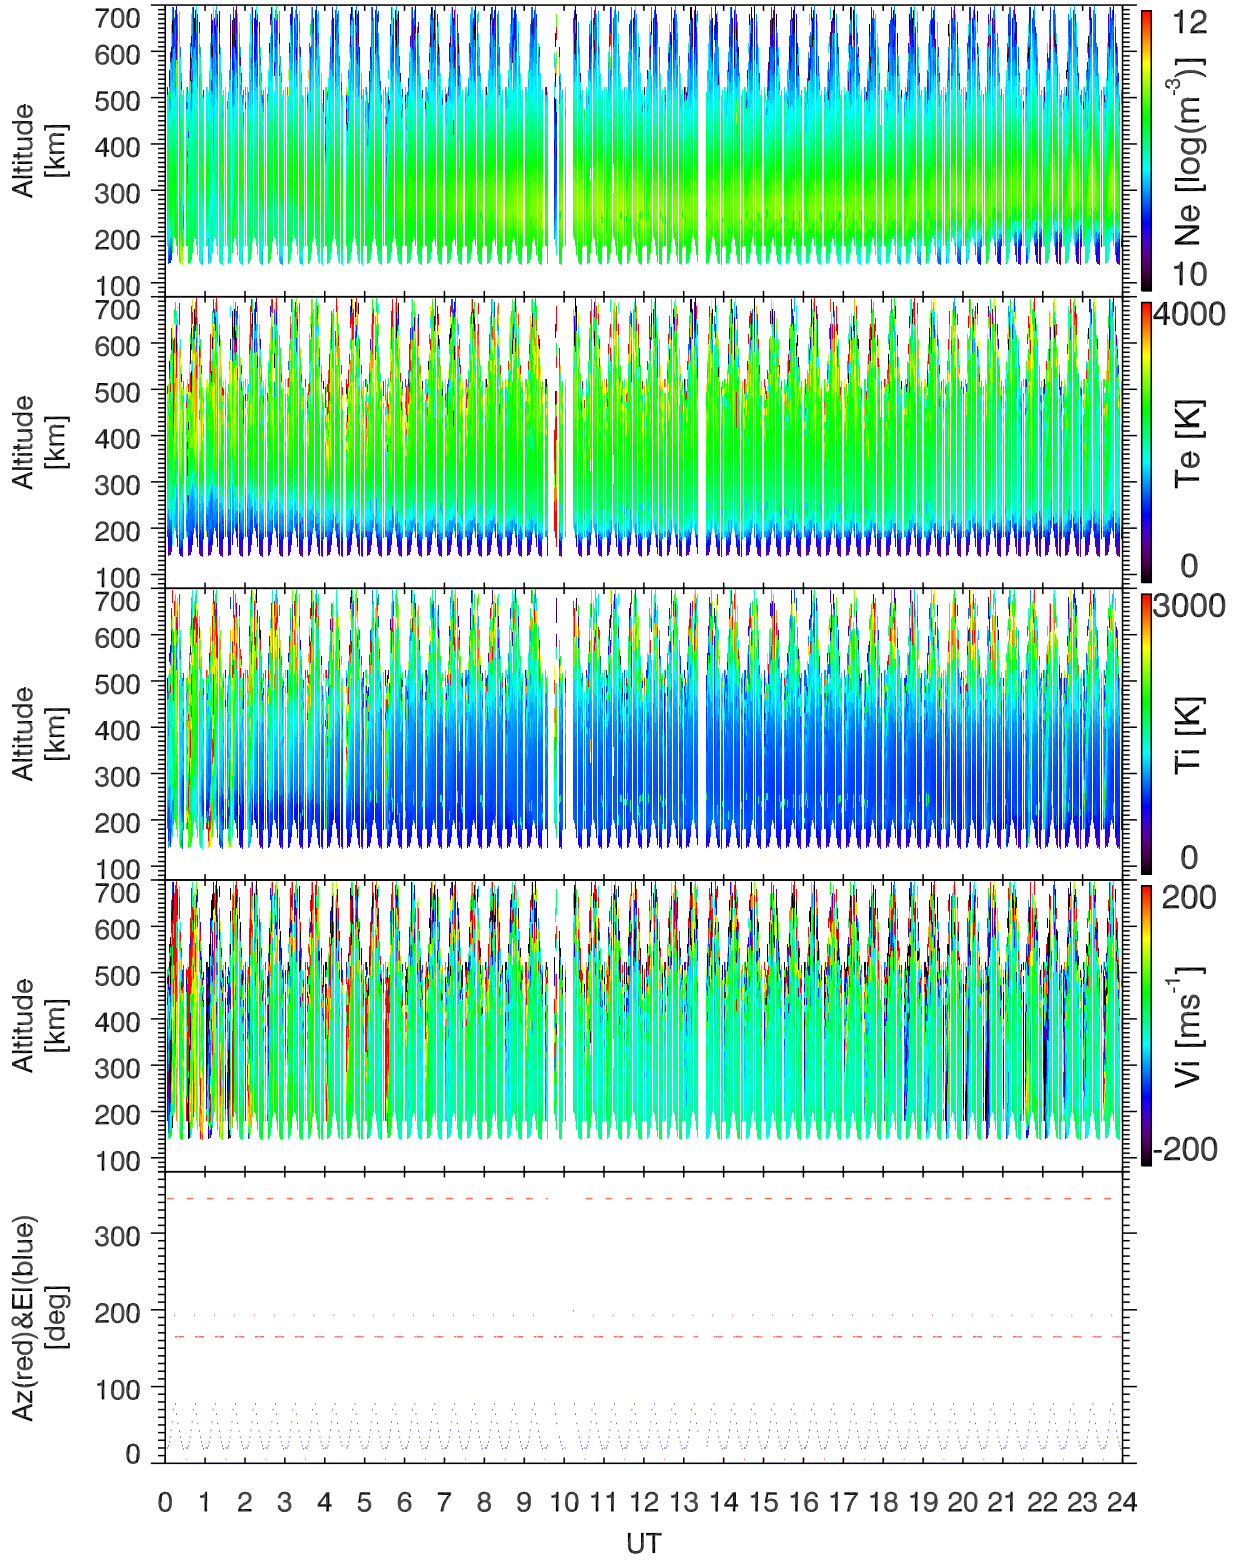 700
600
500
400
300
200
100
Altitude
[km]
12
10
Ne [log(m⁻³)]
700
600
500
400
300
200
100
Altitude
[km]
4000
0
Te [K]
700
600
500
400
300
200
100
Altitude
[km]
3000
0
Ti [K]
700
600
500
400
300
200
100
Altitude
[km]
200
-200
Vi [ms⁻¹]
300
200
100
0
Az(red)&El(blue)
[deg]
0 1 2 3 4 5 6 7 8 9 10 11 12 13 14 15 16 17 18 19 20 21 22 23 24
UT